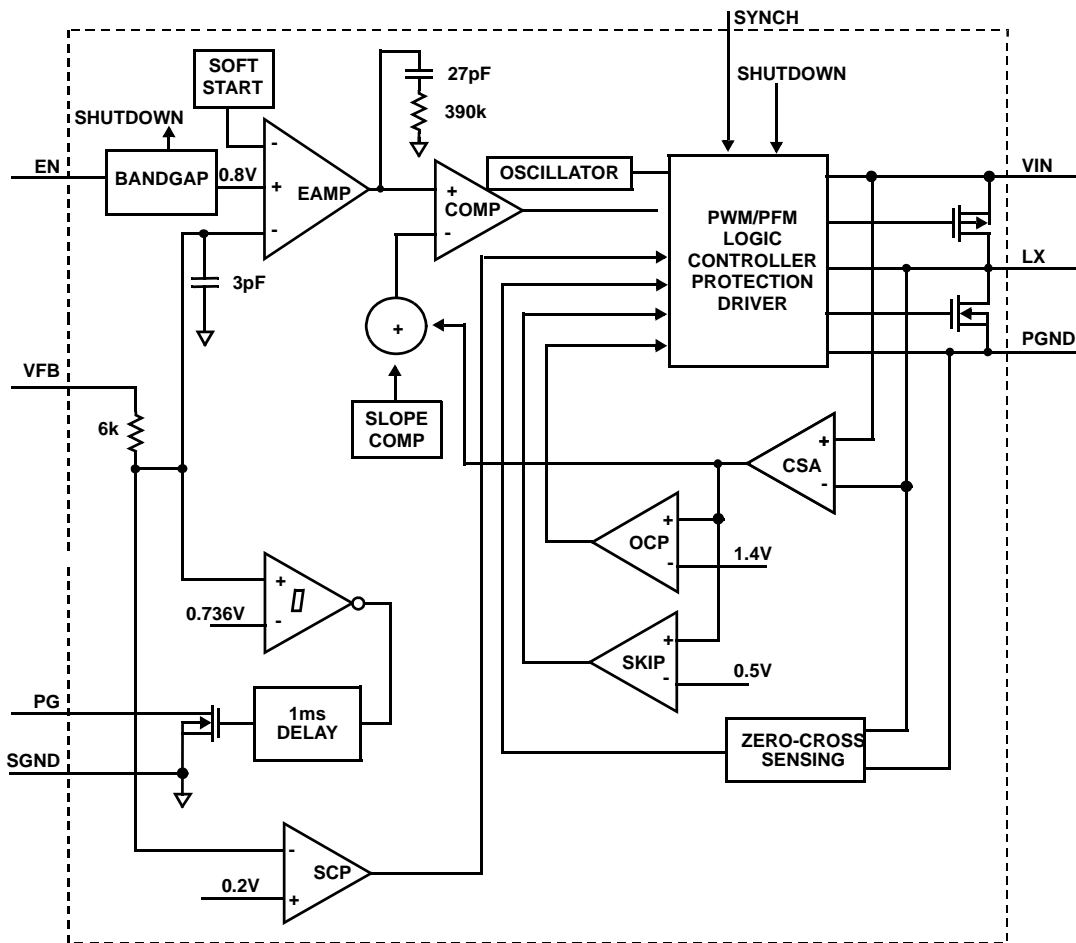 SYNCH
SOFT
START
27pF
SHUTDOWN
390k
SHUTDOWN
EN
BANDGAP
0.8V
-
+
-
EAMP
+
-
COMP
OSCILLATOR
PWM/PFM
LOGIC
CONTROLLER
PROTECTION
DRIVER
VIN
LX
PGND
3pF
+
VFB
6k
SLOPE
COMP
+
-
CSA
+
-
OCP
1.4V
+
-
0.736V
+
-
SKIP
0.5V
PG
1ms
DELAY
SGND
ZERO-CROSS
SENSING
-
+
SCP
0.2V